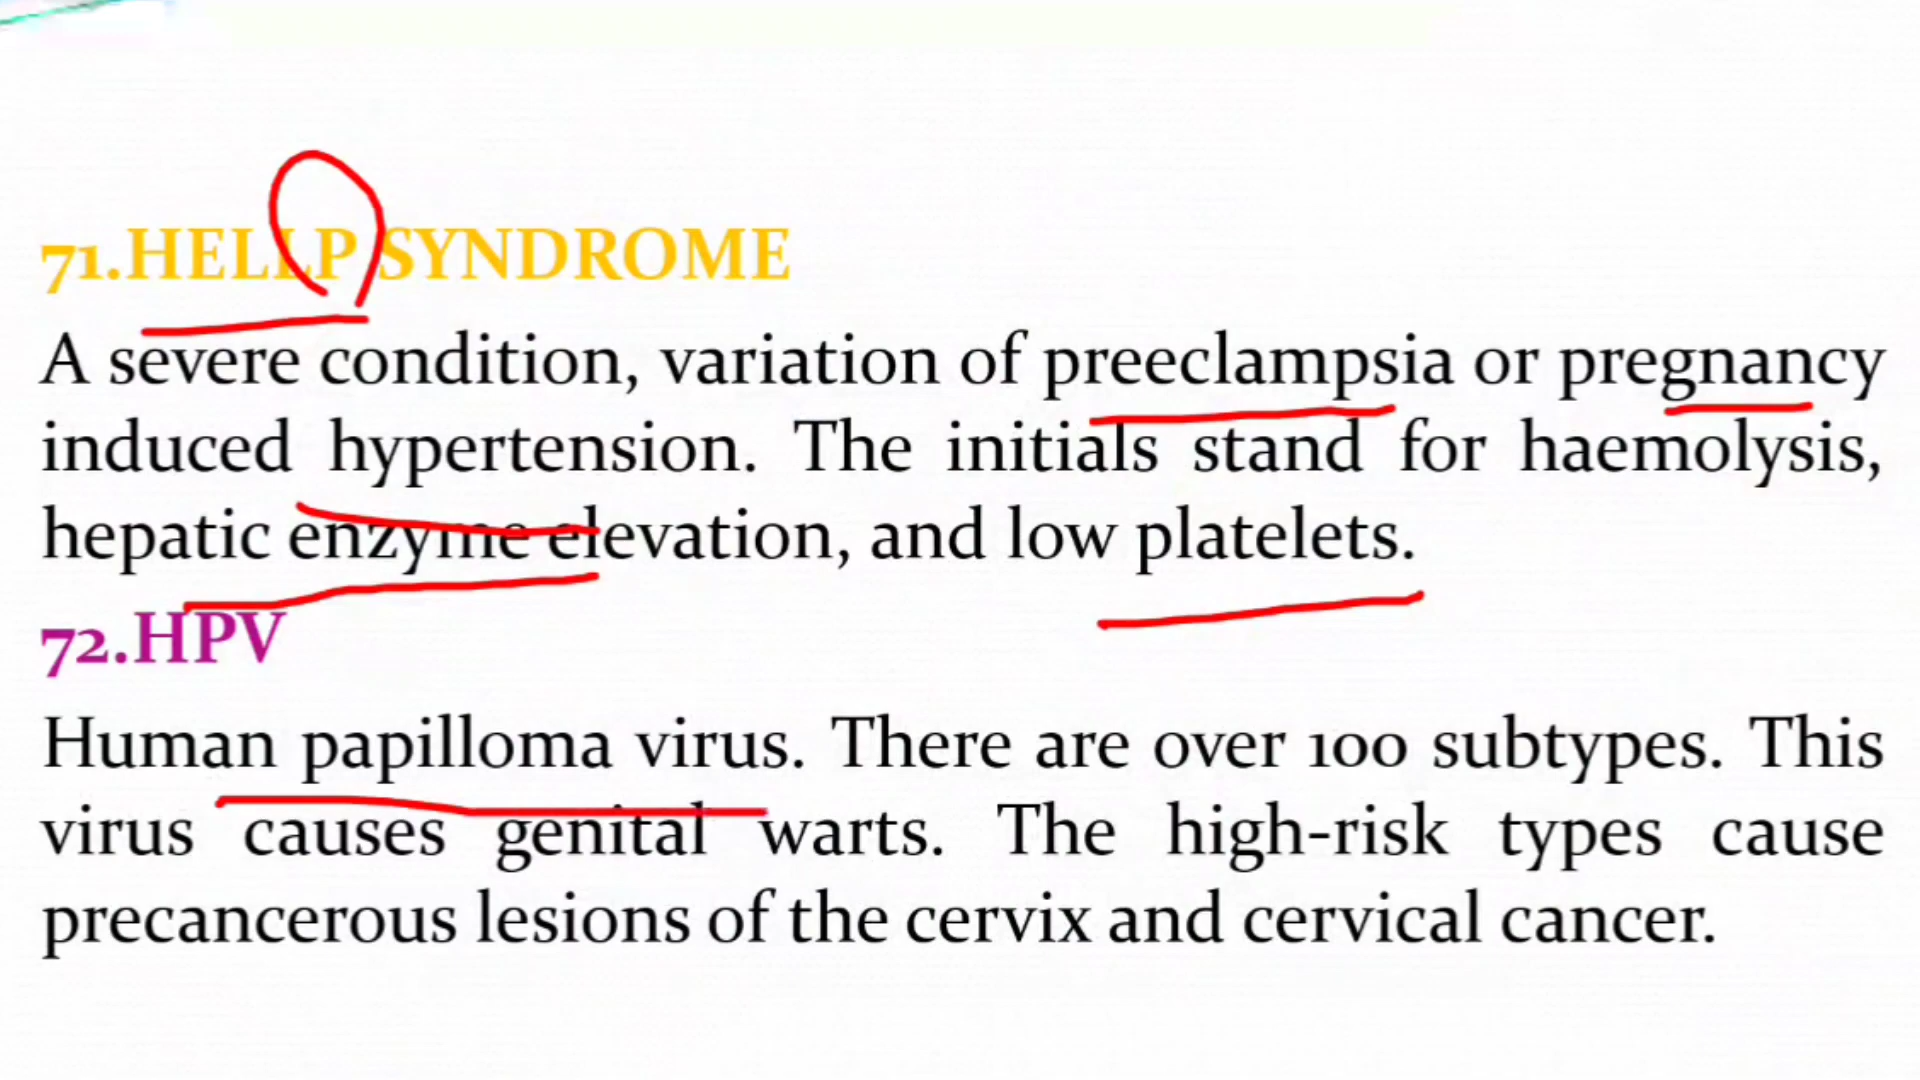 71.HELLP SYNDROME
A severe condition, variation of preeclampsia or pregnancy
induced hypertension. The initials stand for haemolysis,
hepatic enzyme elevation, and low platelets.
72.HPV
Human papilloma virus. There are over 100 subtypes. This
virus causes genital warts. The high-risk types cause
precancerous lesions of the cervix and cervical cancer.